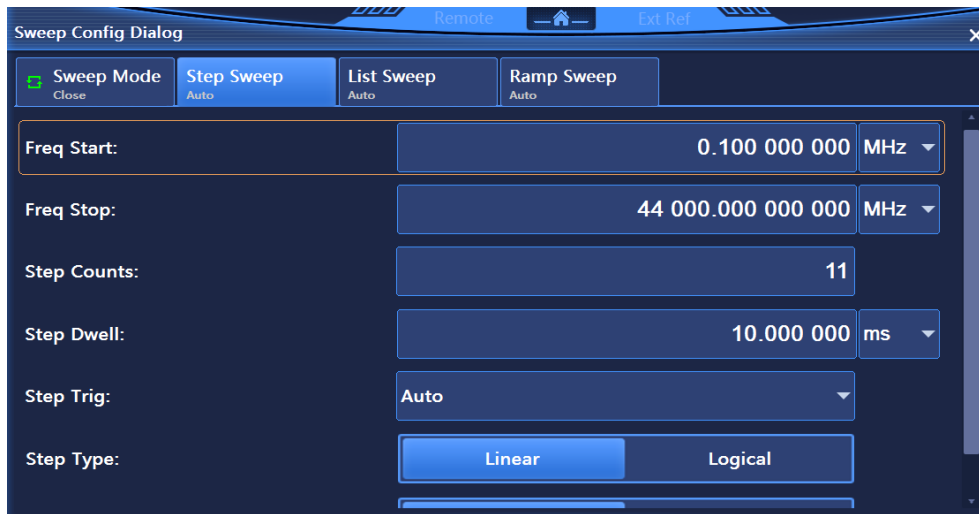 Remote Ext Ref
Sweep Config Dialog
Sweep Mode Step Sweep List Sweep Ramp Sweep
Close Auto Auto Auto
Freq Start: 0.100 000 000 MHz
Freq Stop: 44 000.000 000 000 MHz
Step Counts: 11
Step Dwell: 10.000 000 ms
Step Trig: Auto
Step Type: Linear Logical